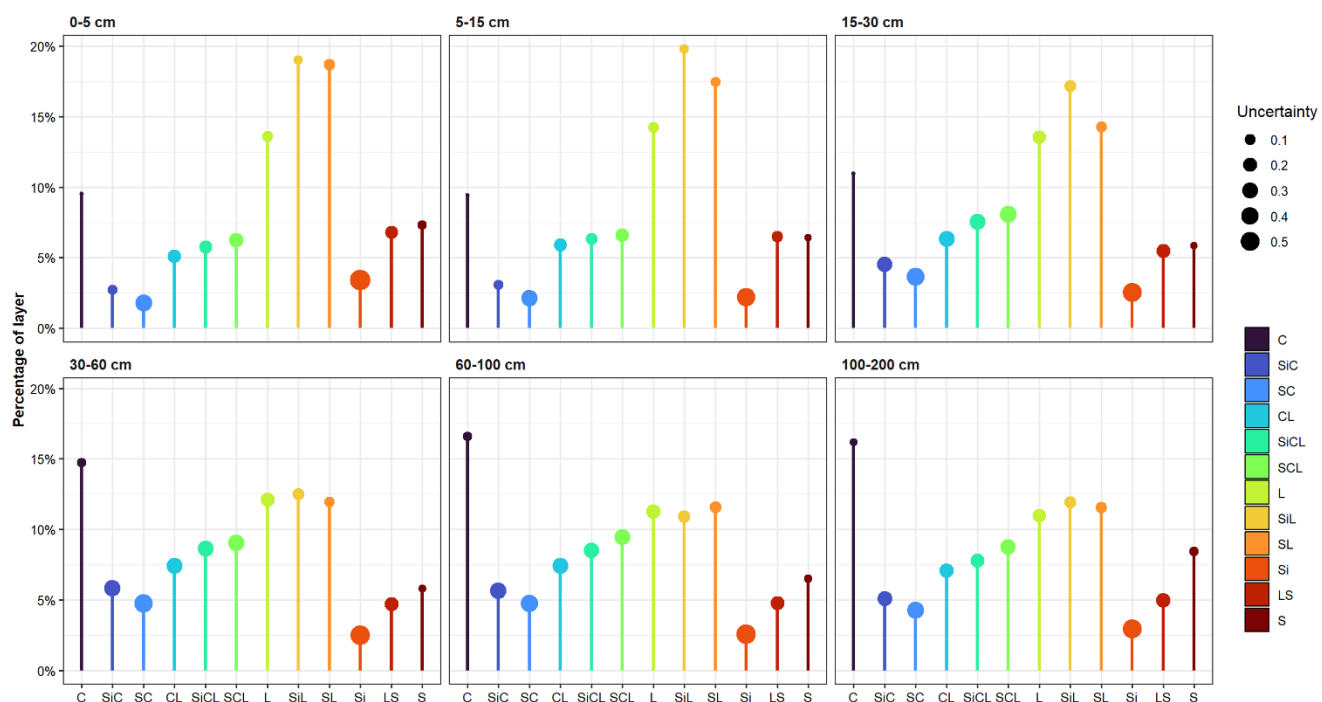 0-5 cm 5-15 cm 15-30 cm
20%
15%
10%
5%
0%
Uncertainty
0.1
0.2
0.3
0.4
0.5
Percentage of layer
30-60 cm 60-100 cm 100-200 cm
20%
15%
10%
5%
0%
C SiC SC CL SiCL SCL L SiL SL Si LS S C SiC SC CL SiCL SCL L SiL SL Si LS S C SiC SC CL SiCL SCL L SiL SL Si LS S
C
SiC
SC
CL
SiCL
SCL
L
SiL
SL
Si
LS
S